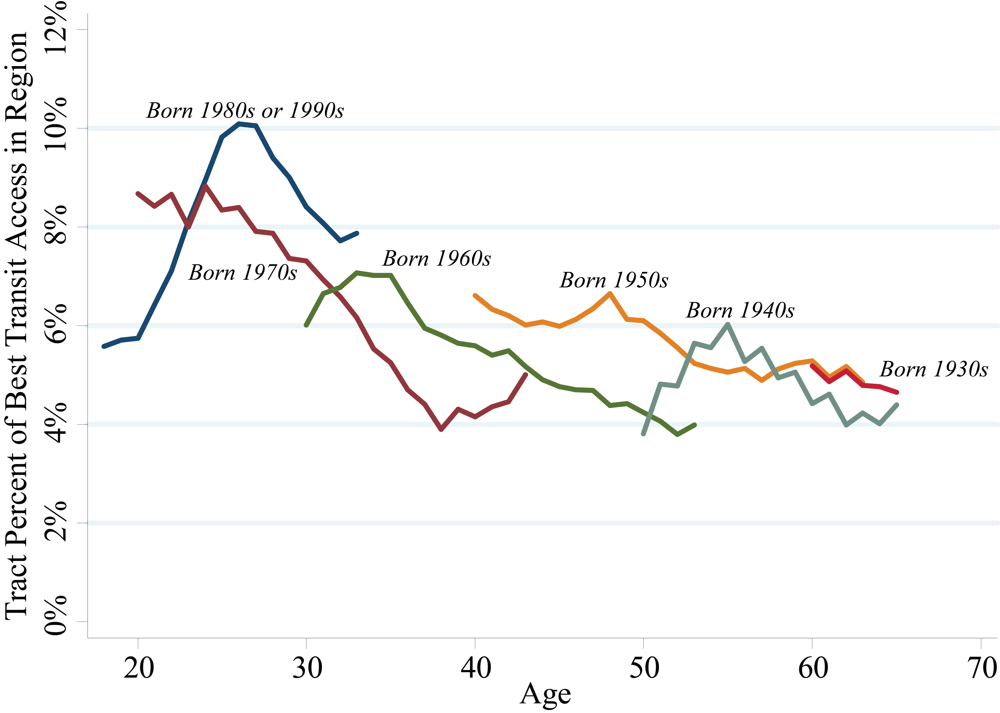 Tract Percent of Best Transit Access in Region
12%
10%
8%
6%
4%
2%
0%
Born 1980s or 1990s
Born 1970s
Born 1960s
Born 1950s
Born 1940s
Born 1930s
20 30 40 50 60 70
Age